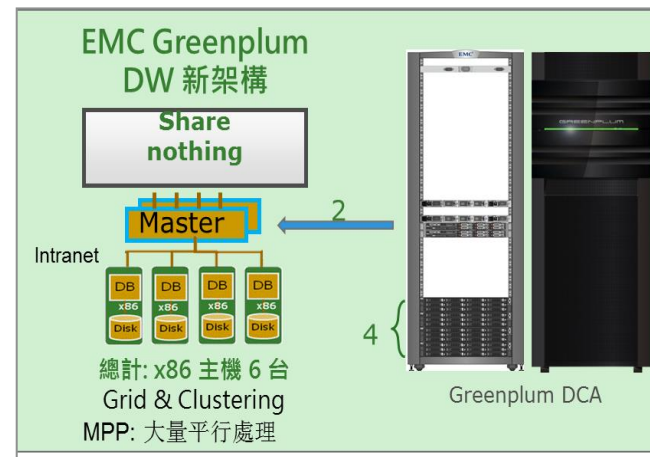 EMC Greenplum
DW 新架構
Share
nothing
Master
2
Intranet
DB
DB
DB
DB
x86
x86
x86
x86
Disk
Disk
Disk
Disk
總計: x86 主機 6 台
Grid & Clustering
MPP: 大量平行處理
EMC
GREENPLUM
4
Greenplum DCA